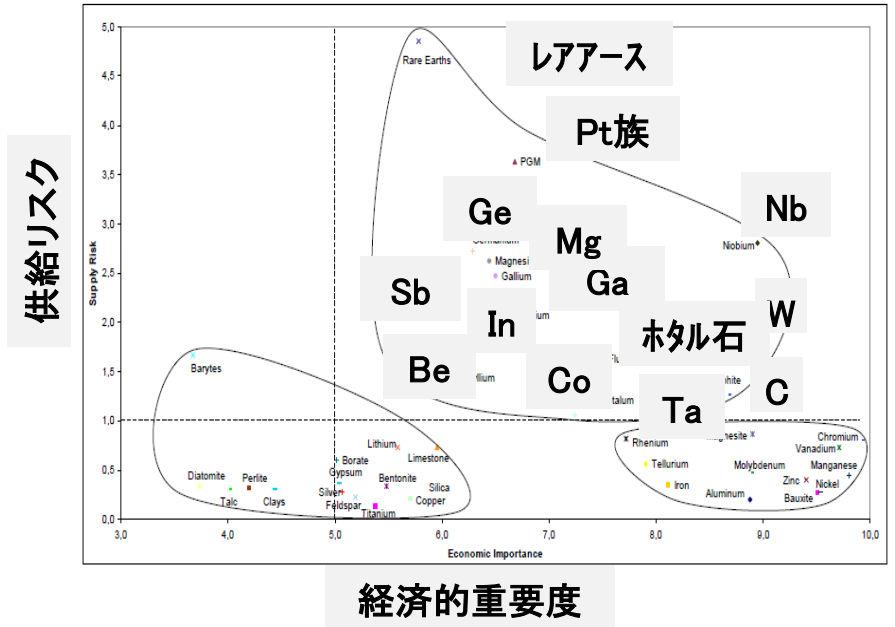 5,0
4,5
4,0
3,5
3,0
2,5
2,0
1,5
1,0
0,5
0,0
3,0
4,0
5,0
6,0
7,0
8,0
9,0
10,0
供給リスク
Supply Risk
Economic Importance
経済的重要度
Rare Earths
レアアース
Pt族
PGM
Ge
Mg
Nb
Niobium
Magnesi
Gallium
Ga
Sb
In
ium
W
ホタル石
Be
llium
Co
C
Ta
talum
Barytes
Lithium
Limestone
Borate
Gypsum
Diatomite
Perlite
Bentonite
Silica
Talc
Clays
Silver
Feldspar
Copper
Titanium
Rhenium
nesite
Chromium
Vanadium
Tellurium
Molybdenum
Manganese
Iron
Zinc
Nickel
Aluminum
Bauxite